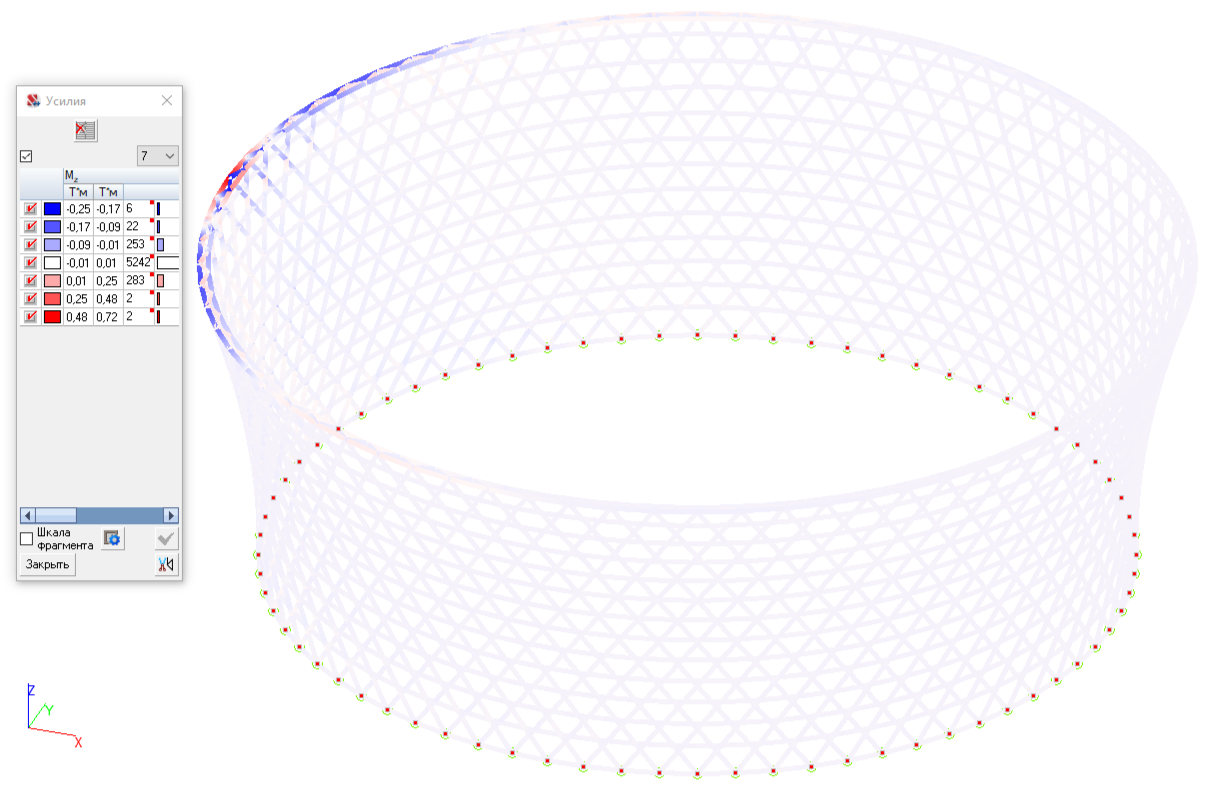 Усилия
7
Mz
Т*м Т*м
-0,25 -0,17 6
-0,17 -0,09 22
-0,09 -0,01 253
-0,01 0,01 5242
0,01 0,25 283
0,25 0,48 2
0,48 0,72 2
Шкала
фрагмента
Закрыть
Z
Y
X